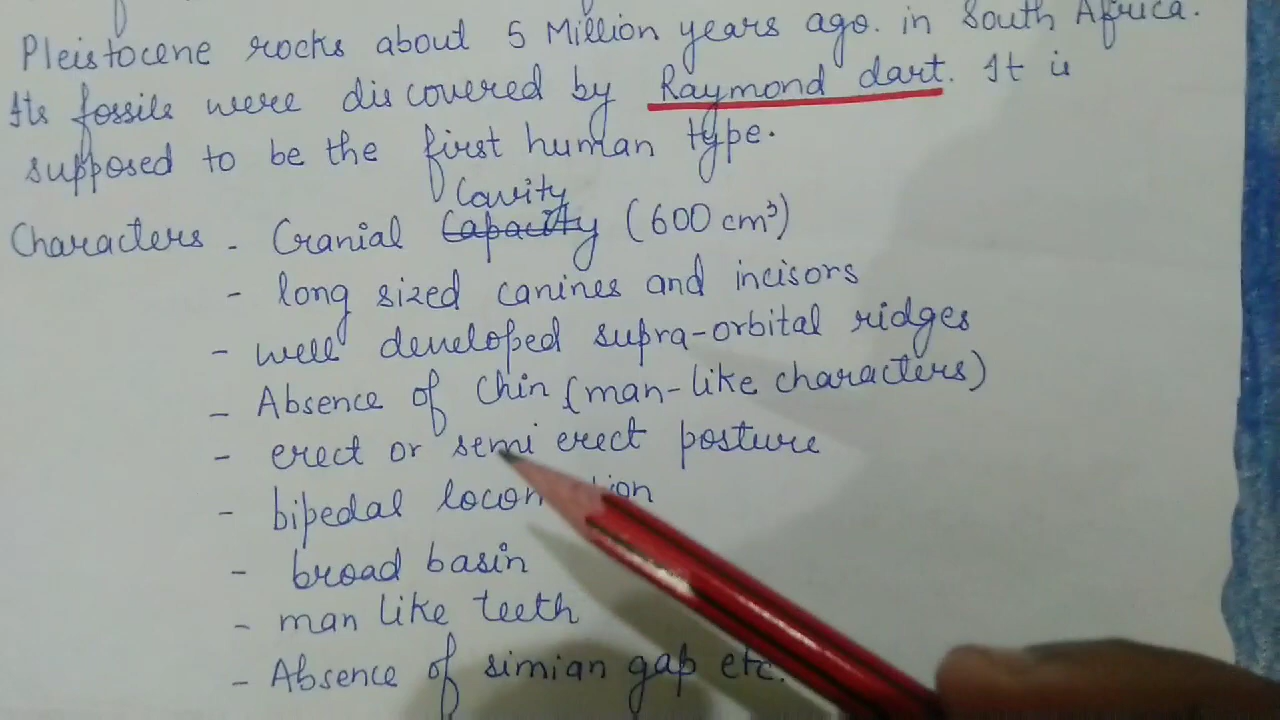 Pleistocene rocks about 5 Million years ago. in South Africa.
Its fossils were discovered by Raymond dart. It is
supposed to be the first human type.
Cavity
Characters - Cranial Capacity (600 cm³)
- long sized canines and incisors
- well developed supra-orbital ridges
- Absence of Chin (man-like characters)
- erect or semi erect posture
- bipedal locom tion
- broad basin
- man like teeth
- Absence of simian gap etc.